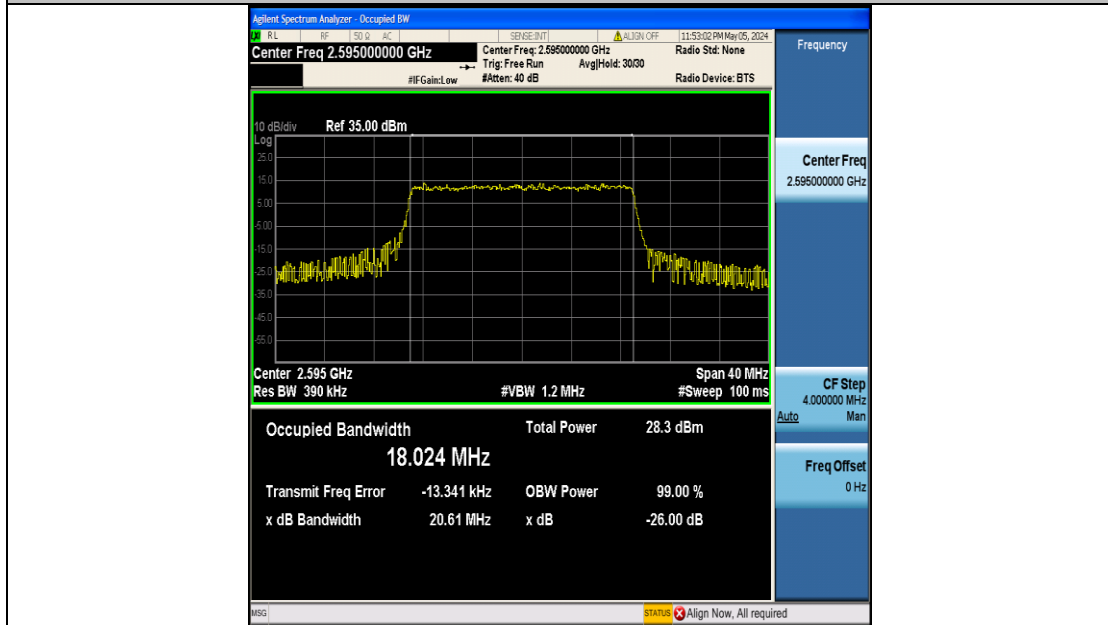 Agilent Spectrum Analyzer - Occupied BW
RL RF 50 Ω AC SENSE:INT ALIGN OFF 11:53:02 PM May 05, 2024
Center Freq 2.595000000 GHz
Center Freq: 2.595000000 GHz Radio Std: None
Trig: Free Run Avg|Hold: 30/30
#IFGain:Low #Atten: 40 dB Radio Device: BTS
10 dB/div Ref 35.00 dBm
Log
25.0
15.0
5.00
-5.00
-15.0
-25.0
-35.0
-45.0
-55.0
Center 2.595 GHz Span 40 MHz
Res BW 390 kHz #VBW 1.2 MHz #Sweep 100 ms
Occupied Bandwidth Total Power 28.3 dBm
18.024 MHz
Transmit Freq Error -13.341 kHz OBW Power 99.00 %
x dB Bandwidth 20.61 MHz x dB -26.00 dB
Frequency
Center Freq
2.595000000 GHz
CF Step
4.000000 MHz
Auto Man
Freq Offset
0 Hz
MSG STATUS Align Now, All required